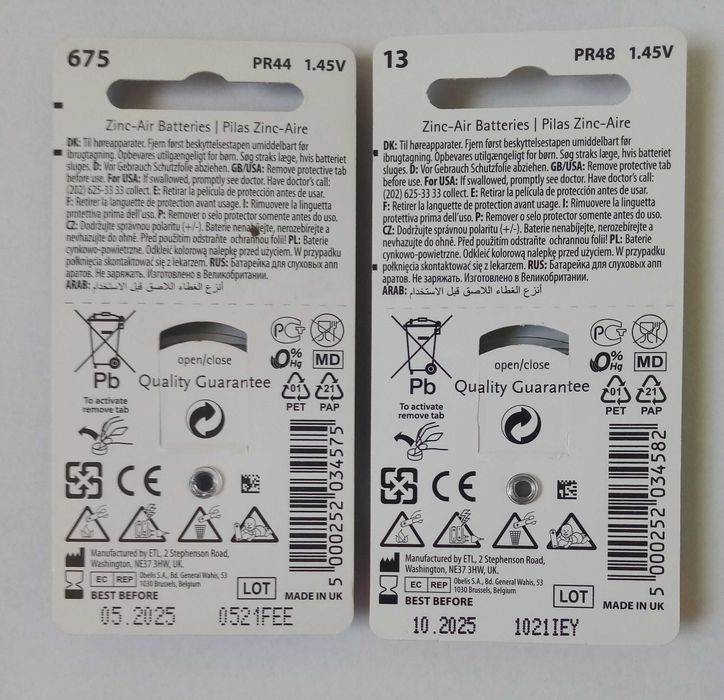 675
PR44 1.45V
Zinc-Air Batteries | Pilas Zinc-Aire
DK: Til høreapparater. Fjern først beskyttelsestape umiddelbart før
ibrugtagning. Opbevares utilgængeligt for børn. Søg straks læge, hvis batteriet
sluges. D: Vor Gebrauch Schutzfolie abziehen. GB/USA: Remove protective tab
before use. For USA: If swallowed, promptly see doctor. Have doctor's call:
(202) 625-33 33 collect. E: Retirar la película de protección antes de usar.
F: Retirer la languette de protection avant usage. I: Rimuovere la linguetta
protettiva prima dell'uso. P: Remover o selo protector somente antes do uso.
CZ: Dodržujte správnou polaritu (+/-). Baterie nenabíjejte, nerozebírejte a
nevhazujte do ohně. Před použitím odstraňte ochrannou folii! PL: Baterie
cynkowo-powietrzne. Odkleić kolorową nalepkę przed użyciem. W przypadku
połknięcia skontaktować się z lekarzem. RUS: Батарейка для слуховых апп
аратов. Не заряжать. Изготовлено в Великобритании.
ARAB: أنزع الغطاء اللاصق قبل الاستخدام
Pb
open/close
Quality Guarantee
0% Hg
MD
01
PET
21
PAP
To activate
remove tab
CE
5 000252 034575
Manufactured by ETL, 2 Stephenson Road,
Washington, NE37 3HW, UK.
EC REP
Obelis S.A., Bd. General Wahis, 53
1030 Brussels, Belgium
LOT
BEST BEFORE
MADE IN UK
05.2025 0521FEE
13
PR48 1.45V
Zinc-Air Batteries | Pilas Zinc-Aire
DK: Til høreapparater. Fjern først beskyttelsestape umiddelbart før
ibrugtagning. Opbevares utilgængeligt for børn. Søg straks læge, hvis batteriet
sluges. D: Vor Gebrauch Schutzfolie abziehen. GB/USA: Remove protective tab
before use. For USA: If swallowed, promptly see doctor. Have doctor's call:
(202) 625-33 33 collect. E: Retirar la película de protección antes de usar.
F: Retirer la languette de protection avant usage. I: Rimuovere la linguetta
protettiva prima dell'uso. P: Remover o selo protector somente antes do uso.
CZ: Dodržujte správnou polaritu (+/-). Baterie nenabíjejte, nerozebírejte a
nevhazujte do ohně. Před použitím odstraňte ochrannou folii! PL: Baterie
cynkowo-powietrzne. Odkleić kolorową nalepkę przed użyciem. W przypadku
połknięcia skontaktować się z lekarzem. RUS: Батарейка для слуховых апп
аратов. Не заряжать. Изготовлено в Великобритании.
ARAB: أنزع الغطاء اللاصق قبل الاستخدام
Pb
open/close
Quality Guarantee
0% Hg
MD
01
PET
21
PAP
To activate
remove tab
CE
5 000252 034582
Manufactured by ETL, 2 Stephenson Road,
Washington, NE37 3HW, UK.
EC REP
Obelis S.A., Bd. General Wahis, 53
1030 Brussels, Belgium
LOT
BEST BEFORE
MADE IN UK
10.2025 1021IEY